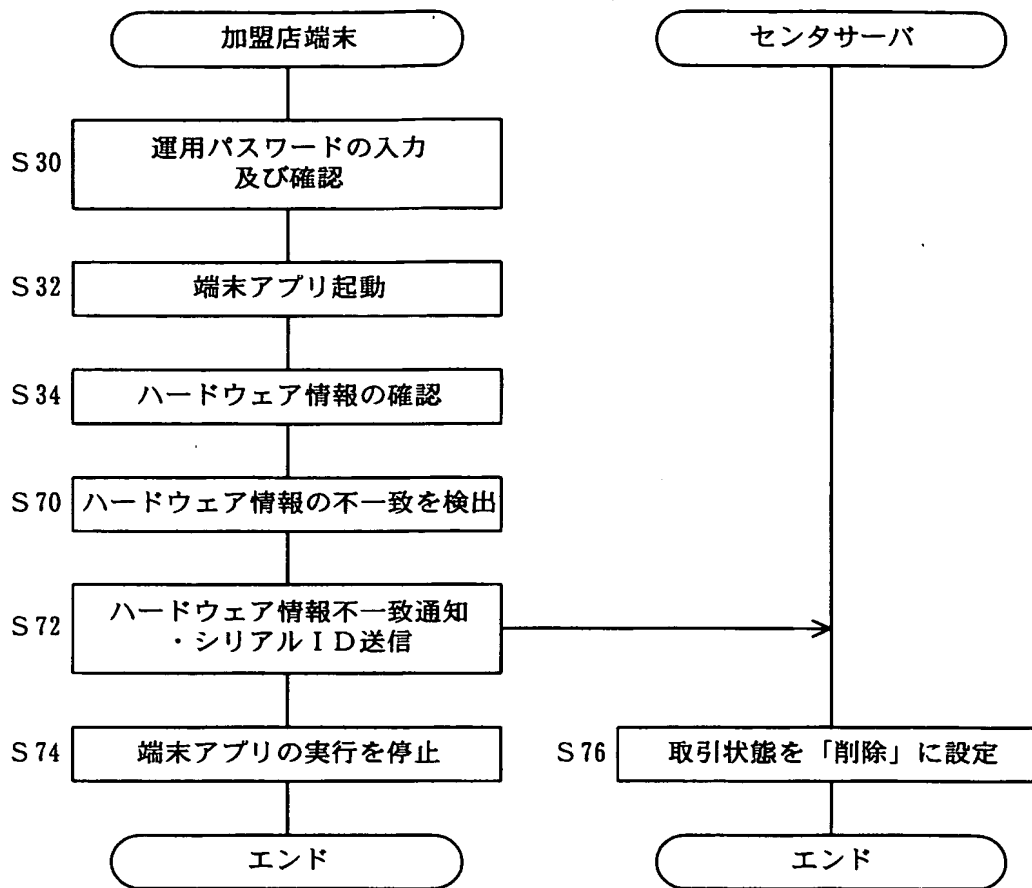 加盟店端末
センタサーバ
S30
運用パスワードの入力
及び確認
S32
端末アプリ起動
S34
ハードウェア情報の確認
S70
ハードウェア情報の不一致を検出
S72
ハードウェア情報不一致通知
・シリアルID送信
S74
端末アプリの実行を停止
S76
取引状態を「削除」に設定
エンド
エンド